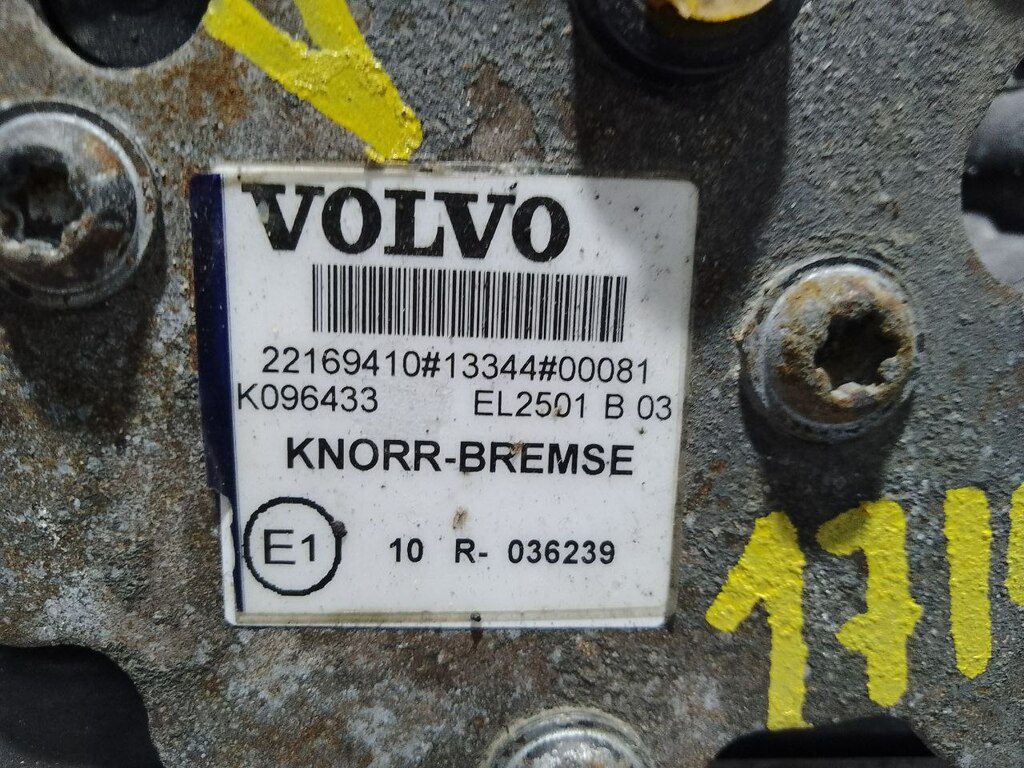 VOLVO
22169410#13344#00081
K096433 EL2501 B 03
KNORR-BREMSE
E1 10 R- 036239